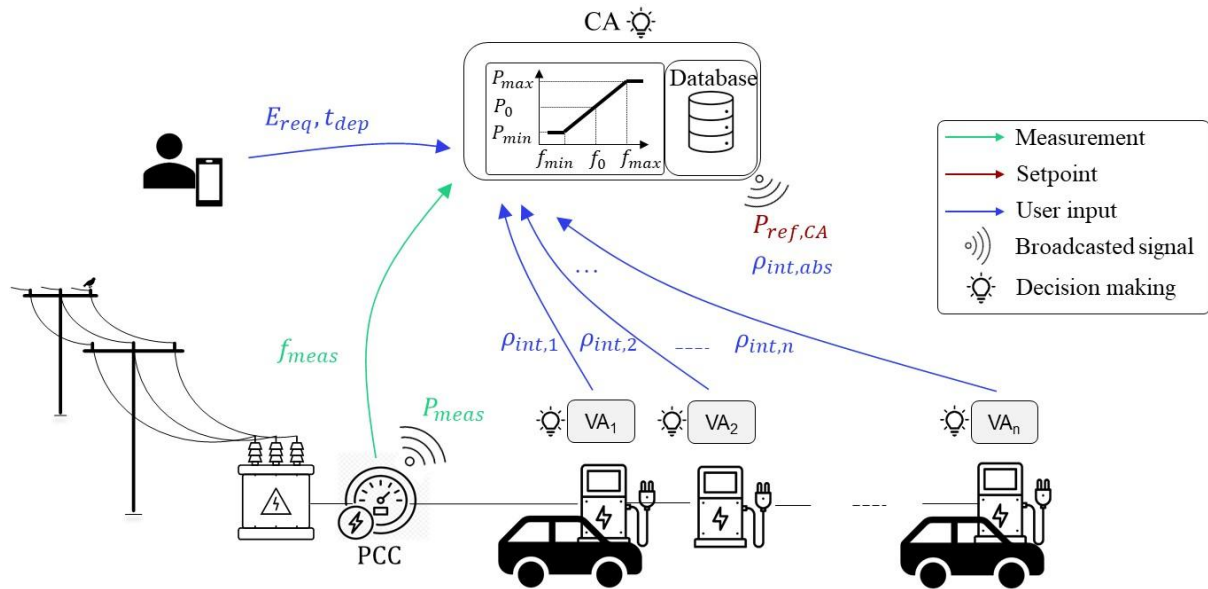 CA
P_max
P_0
P_min
f_min f_0 f_max
Database
E_req, t_dep
Measurement
Setpoint
User input
Broadcasted signal
Decision making
P_ref,CA
ρ_int,abs
...
f_meas
ρ_int,1 ρ_int,2 ---- ρ_int,n
P_meas
VA_1 VA_2 VA_n
PCC